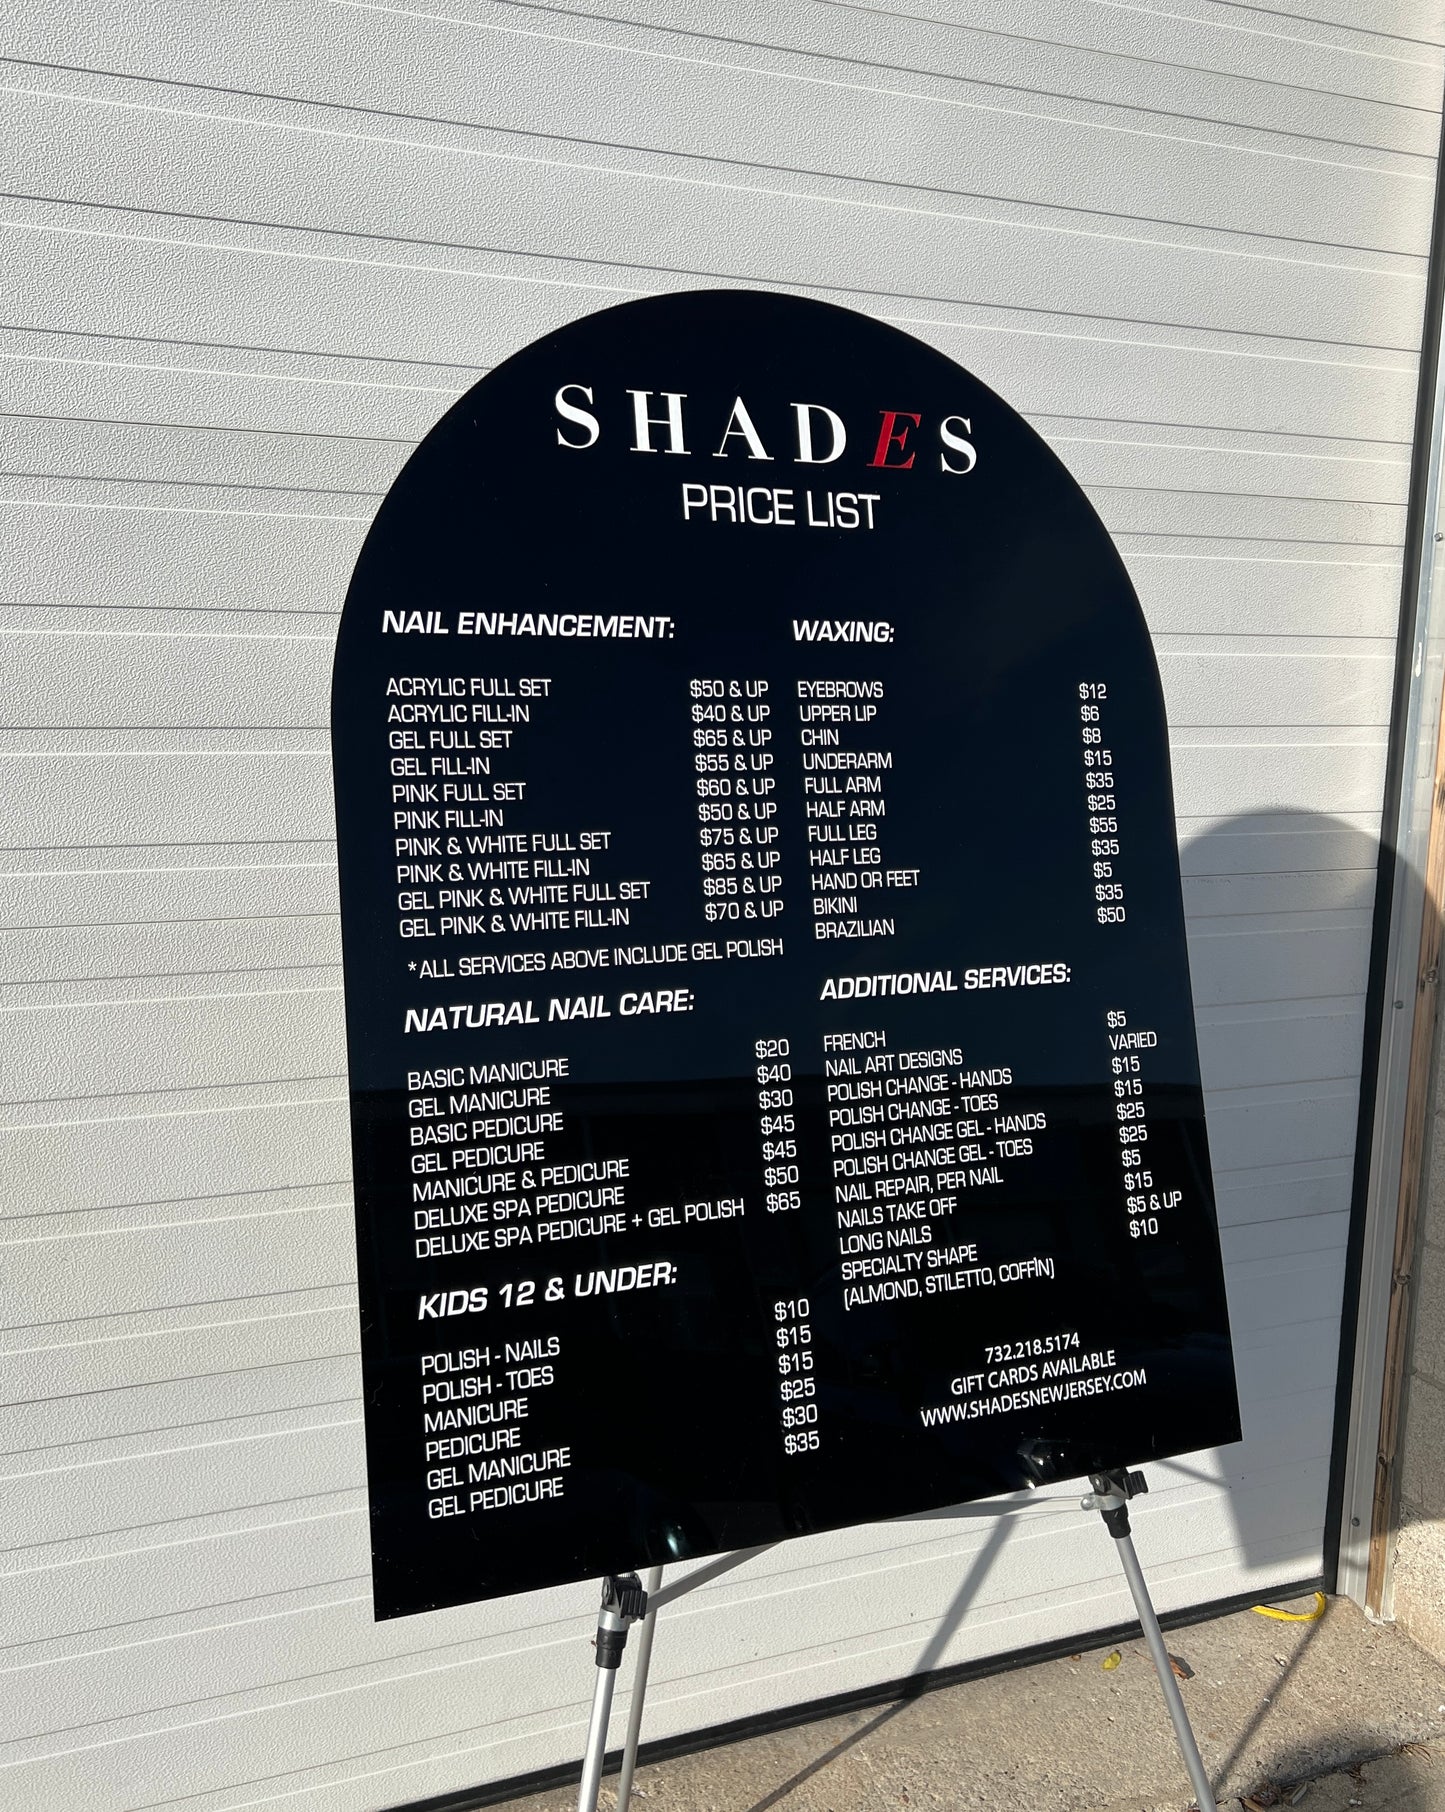 SHADES
PRICE LIST
NAIL ENHANCEMENT:
ACRYLIC FULL SET $50 & UP
ACRYLIC FILL-IN $40 & UP
GEL FULL SET $65 & UP
GEL FILL-IN $55 & UP
PINK FULL SET $60 & UP
PINK FILL-IN $50 & UP
PINK & WHITE FULL SET $75 & UP
PINK & WHITE FILL-IN $65 & UP
GEL PINK & WHITE FULL SET $85 & UP
GEL PINK & WHITE FILL-IN $70 & UP
*ALL SERVICES ABOVE INCLUDE GEL POLISH
NATURAL NAIL CARE:
BASIC MANICURE $20
GEL MANICURE $40
BASIC PEDICURE $30
GEL PEDICURE $45
MANICURE & PEDICURE $45
DELUXE SPA PEDICURE $50
DELUXE SPA PEDICURE + GEL POLISH $65
KIDS 12 & UNDER:
POLISH - NAILS $10
POLISH - TOES $15
MANICURE $15
PEDICURE $25
GEL MANICURE $30
GEL PEDICURE $35
WAXING:
EYEBROWS $12
UPPER LIP $6
CHIN $8
UNDERARM $15
FULL ARM $35
HALF ARM $25
FULL LEG $55
HALF LEG $35
HAND OR FEET $5
BIKINI $35
BRAZILIAN $50
ADDITIONAL SERVICES:
FRENCH $5
NAIL ART DESIGNS VARIED
POLISH CHANGE - HANDS $15
POLISH CHANGE - TOES $15
POLISH CHANGE GEL - HANDS $25
POLISH CHANGE GEL - TOES $25
NAIL REPAIR, PER NAIL $5
NAILS TAKE OFF $15
LONG NAILS $5 & UP
SPECIALTY SHAPE $10
(ALMOND, STILETTO, COFFIN)
732.218.5174
GIFT CARDS AVAILABLE
WWW.SHADESNEWJERSEY.COM